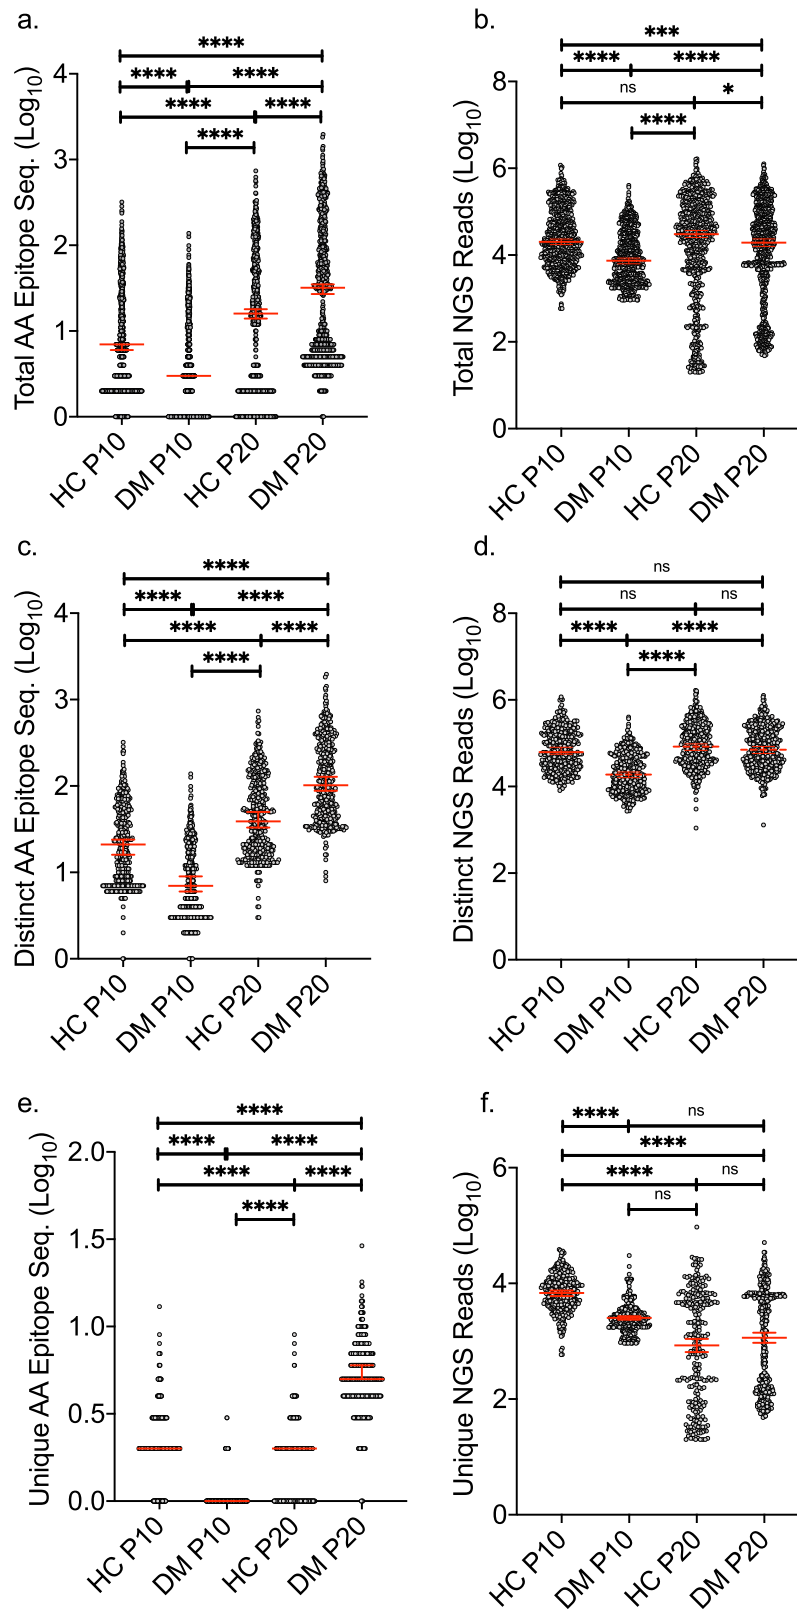 a.
****
**** ****
**** ****
****
Total AA Epitope Seq. (Log10)
4
3
2
1
0
HC P10
DM P10
HC P20
DM P20
b.
***
**** ****
ns *
****
Total NGS Reads (Log10)
8
6
4
2
0
HC P10
DM P10
HC P20
DM P20
c.
****
**** ****
**** ****
****
Distinct AA Epitope Seq. (Log10)
4
3
2
1
0
HC P10
DM P10
HC P20
DM P20
d.
ns
ns ns
**** ****
****
Distinct NGS Reads (Log10)
8
6
4
2
0
HC P10
DM P10
HC P20
DM P20
e.
****
**** ****
**** ****
****
Unique AA Epitope Seq. (Log10)
2.0
1.5
1.0
0.5
0.0
HC P10
DM P10
HC P20
DM P20
f.
**** ns
****
**** ns
ns
Unique NGS Reads (Log10)
6
4
2
0
HC P10
DM P10
HC P20
DM P20